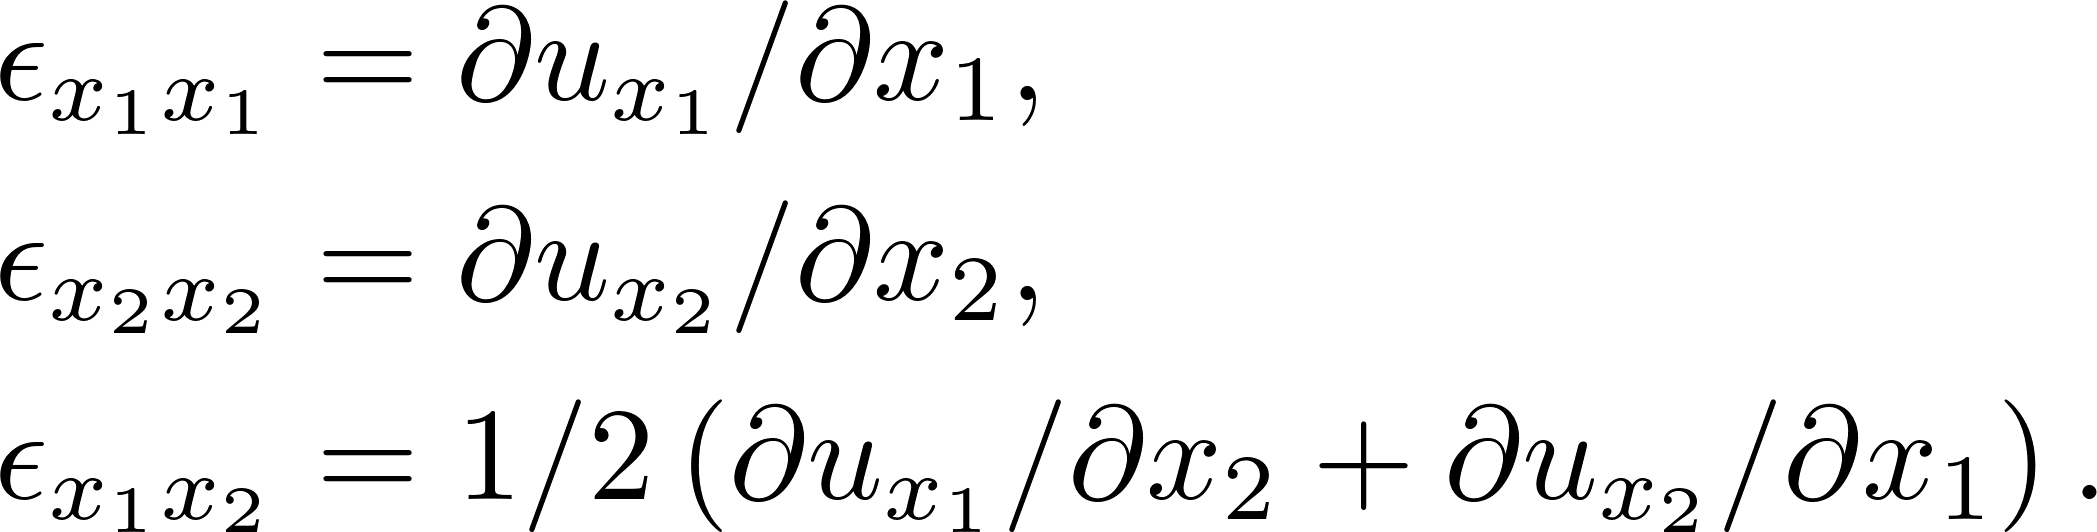 ϵ_{x_1 x_1} = ∂u_{x_1}/∂x_1,
ϵ_{x_2 x_2} = ∂u_{x_2}/∂x_2,
ϵ_{x_1 x_2} = 1/2 (∂u_{x_1}/∂x_2 + ∂u_{x_2}/∂x_1).